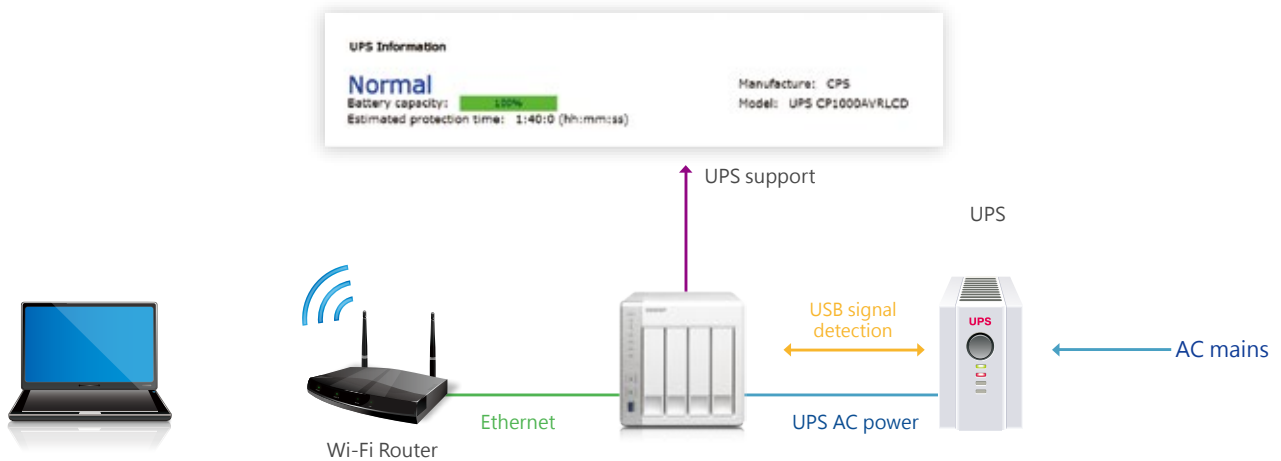 UPS Information
Normal
Battery capacity: 100%
Estimated protection time: 1:40:0 (hh:mm:ss)
Manufacture: CPS
Model: UPS CP1000AVRLCD
UPS support
UPS
USB signal
detection
UPS
AC mains
Ethernet
UPS AC power
Wi-Fi Router